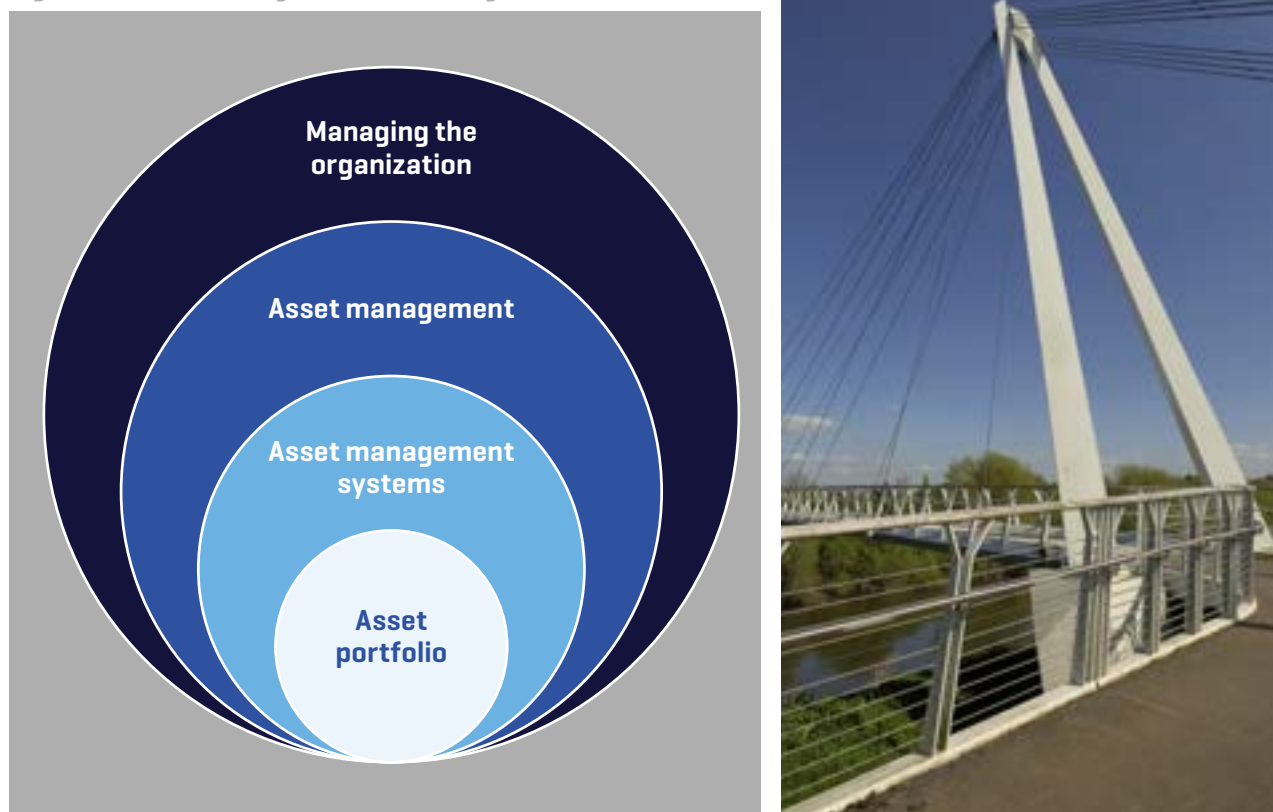 Managing the
organization
Asset management
Asset management
systems
Asset
portfolio